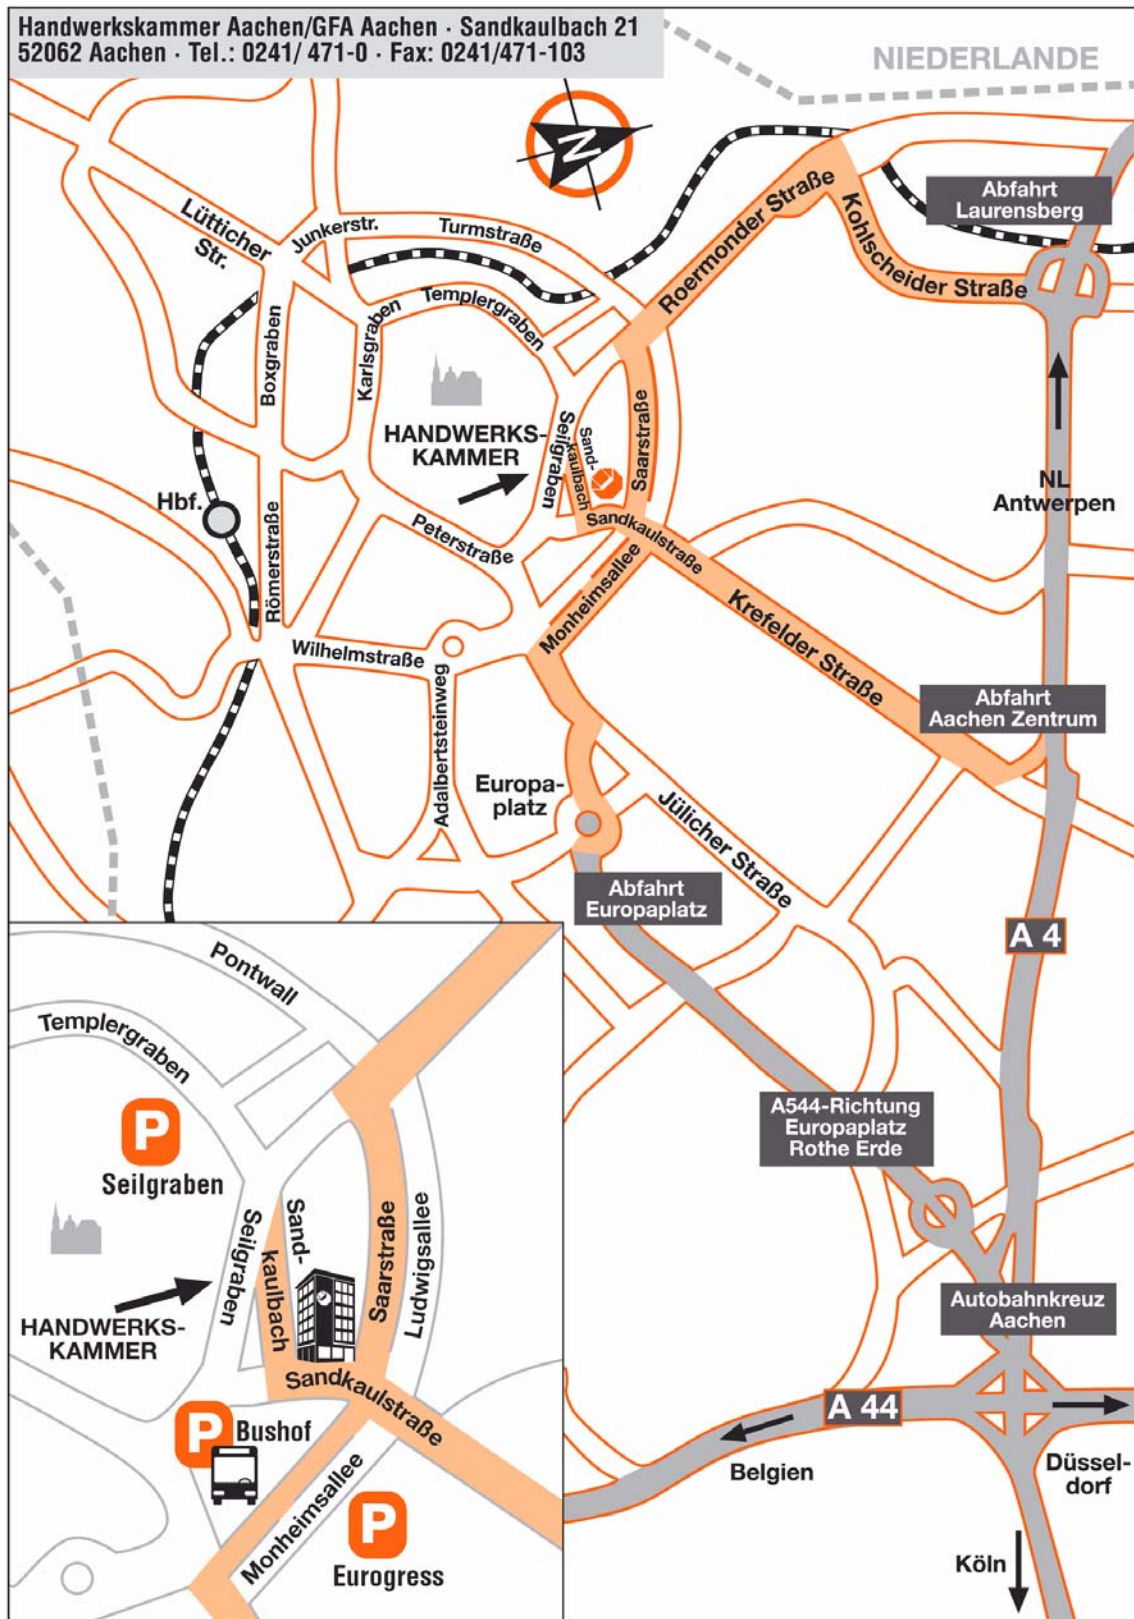 Handwerkskammer Aachen/GFA Aachen · Sandkaulbach 21
52062 Aachen · Tel.: 0241/ 471-0 · Fax: 0241/471-103
NIEDERLANDE
N
Abfahrt
Laurensberg
Lütticher
Str.
Junkerstr.
Turmstraße
Roermonder Straße
Kohlscheider Straße
Templergraben
Boxgraben
Karlsgraben
HANDWERKS-
KAMMER
Seilgraben
Sand-
kaulbach
Saarstraße
NL
Antwerpen
Hbf.
Römerstraße
Peterstraße
Sandkaulstraße
Monheimsallee
Krefelder Straße
Wilhelmstraße
Adalbertsteinweg
Abfahrt
Aachen Zentrum
Europa-
platz
Jülicher Straße
Abfahrt
Europaplatz
A 4
A544-Richtung
Europaplatz
Rothe Erde
Autobahnkreuz
Aachen
A 44
Belgien
Düssel-
dorf
Köln
Pontwall
Templergraben
P
Seilgraben
Seilgraben
Sand-
kaulbach
Saarstraße
Ludwigsallee
HANDWERKS-
KAMMER
Sandkaulstraße
P
Bushof
Monheimsallee
P
Eurogress